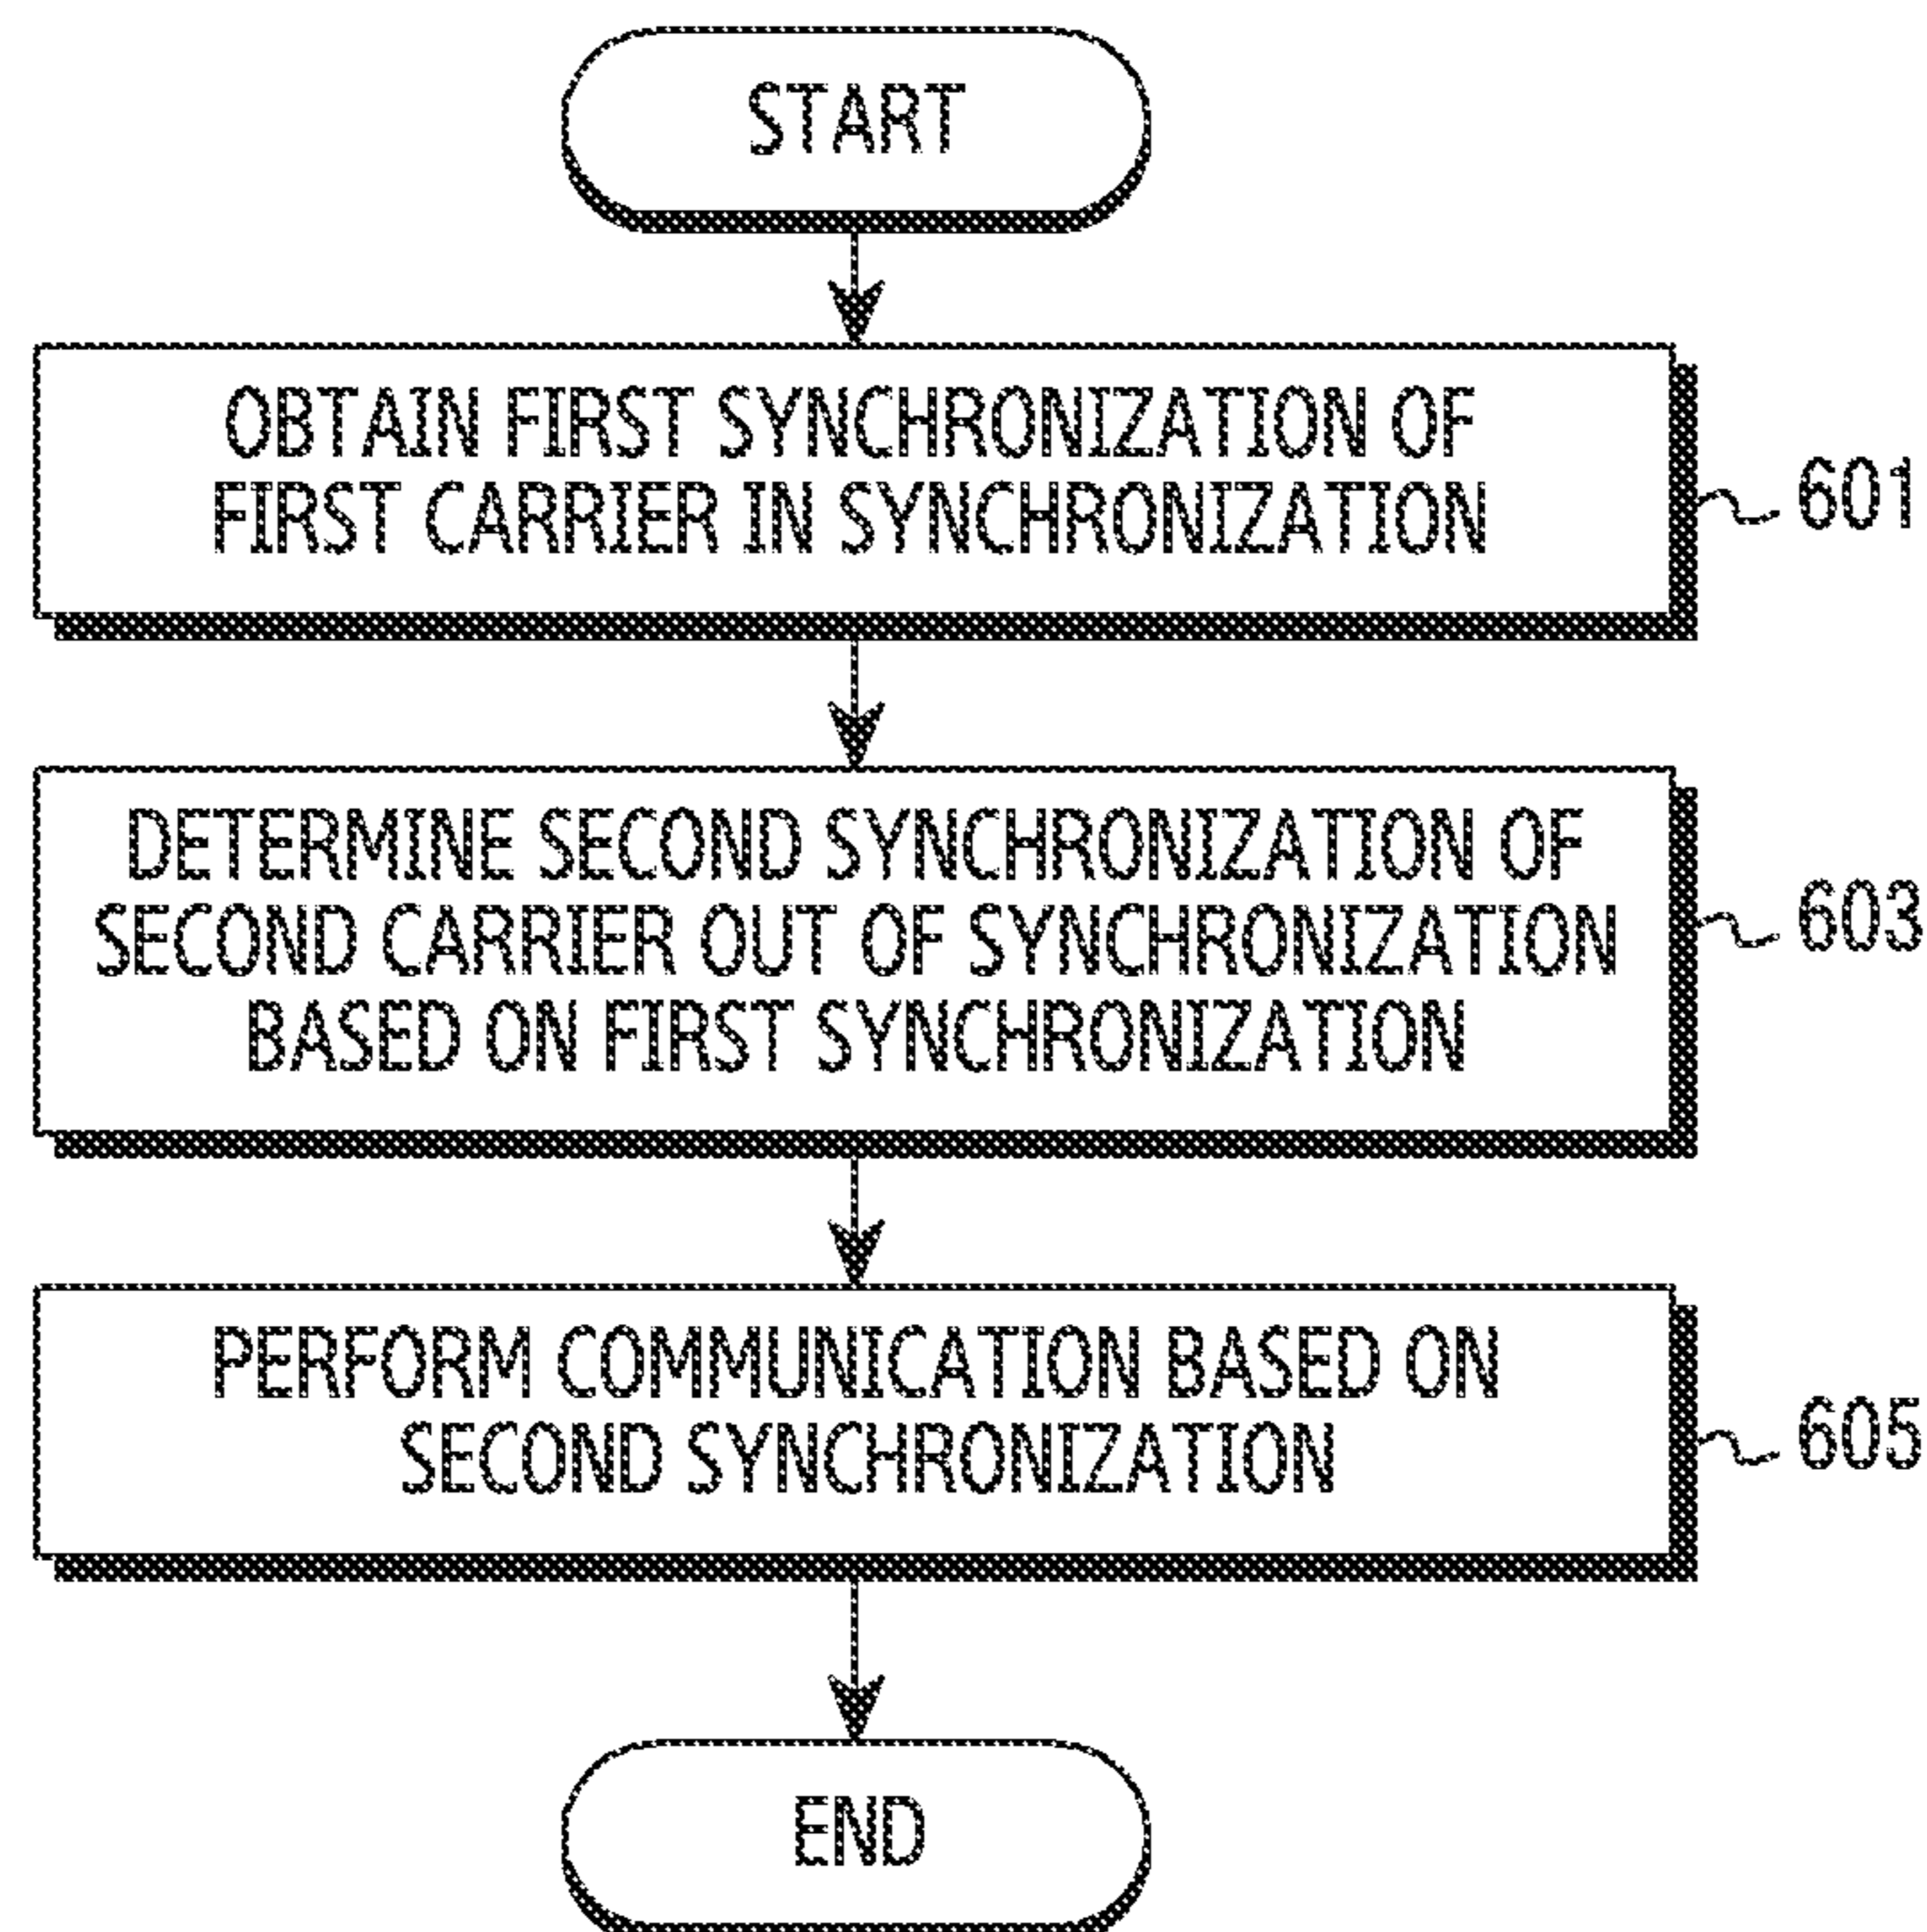 START
OBTAIN FIRST SYNCHRONIZATION OF
FIRST CARRIER IN SYNCHRONIZATION
601
DETERMINE SECOND SYNCHRONIZATION OF
SECOND CARRIER OUT OF SYNCHRONIZATION
BASED ON FIRST SYNCHRONIZATION
603
PERFORM COMMUNICATION BASED ON
SECOND SYNCHRONIZATION
605
END